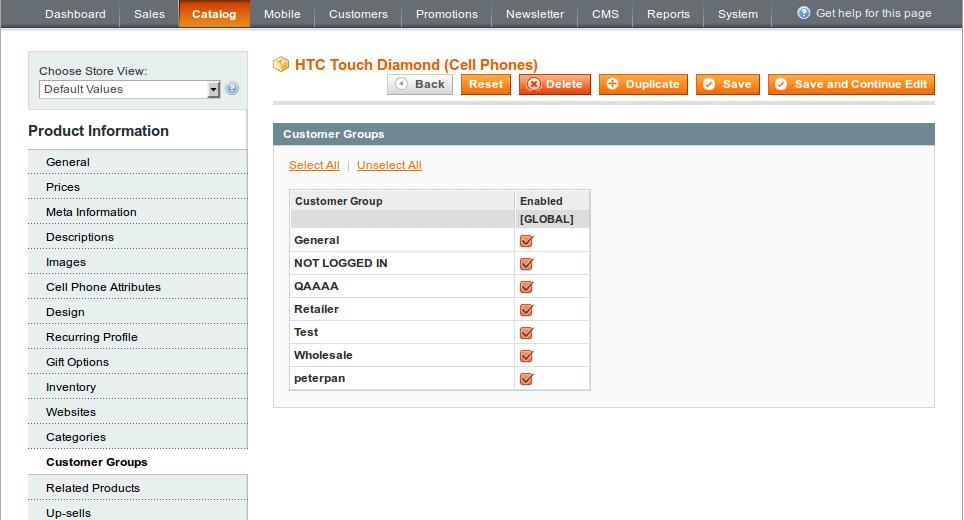 Dashboard Sales Catalog Mobile Customers Promotions Newsletter CMS Reports System Get help for this page
Choose Store View:
Default Values
HTC Touch Diamond (Cell Phones)
Back Reset Delete Duplicate Save Save and Continue Edit
Product Information
General
Prices
Meta Information
Descriptions
Images
Cell Phone Attributes
Design
Recurring Profile
Gift Options
Inventory
Websites
Categories
Customer Groups
Related Products
Up-sells
Customer Groups
Select All | Unselect All
Customer Group Enabled
[GLOBAL]
General
NOT LOGGED IN
QAAAA
Retailer
Test
Wholesale
peterpan